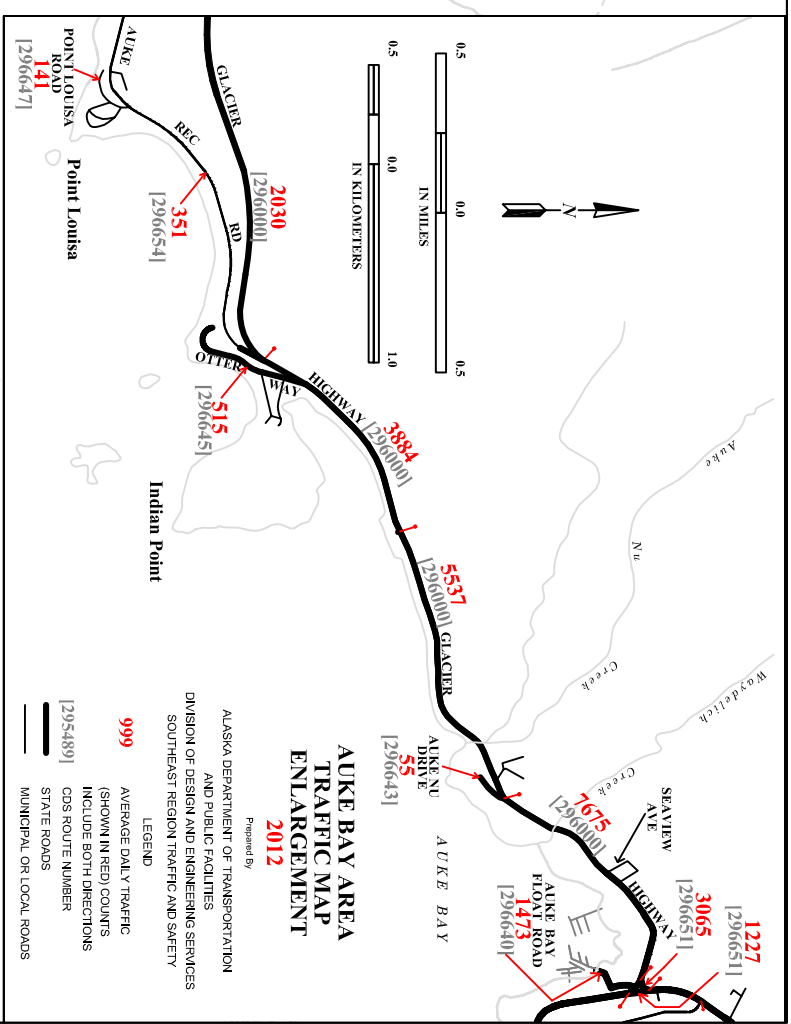 AUKE
REC
RD
GLACIER
POINT LOUISA
ROAD
141
[296647]
Point Louisa
351
[296654]
2030
[296000]
0.5
0.0
0.5
IN MILES
0.5
0.0
1.0
IN KILOMETERS
N
OTTER
WAY
515
[296645]
HIGHWAY
3884
[296000]
Indian Point
5537
[296000]
GLACIER
Auke
Nu
Creek
Waydelich
Creek
AUKE NU
DRIVE
55
[296643]
7675
[296000]
SEAVIEW
AVE
HIGHWAY
AUKE BAY
AUKE BAY
FLOAT ROAD
1473
[296640]
3065
[296651]
1227
[296651]
AUKE BAY AREA
TRAFFIC MAP
ENLARGEMENT
2012
Prepared By
ALASKA DEPARTMENT OF TRANSPORTATION
AND PUBLIC FACILITIES
DIVISION OF DESIGN AND ENGINEERING SERVICES
SOUTHEAST REGION TRAFFIC AND SAFETY
LEGEND
999
AVERAGE DAILY TRAFFIC
(SHOWN IN RED) COUNTS
INCLUDE BOTH DIRECTIONS
[295489]
CDS ROUTE NUMBER
STATE ROADS
MUNICIPAL OR LOCAL ROADS